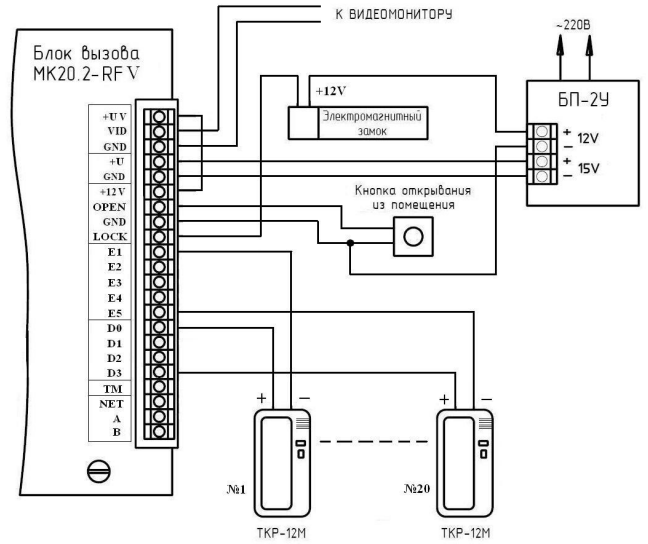 К ВИДЕОМОНИТОРУ
~220В
Блок вызова
МК20.2-RF V
БП-2У
+12V
Электромагнитный
замок
+ 12V
−
+ 15V
−
Кнопка открывания
из помещения
+U V
VID
GND
+U
GND
+12 V
OPEN
GND
LOCK
E1
E2
E3
E4
E5
D0
D1
D2
D3
TM
NET
A
B
+ −
+ −
№1
№20
ТКР-12М
ТКР-12М